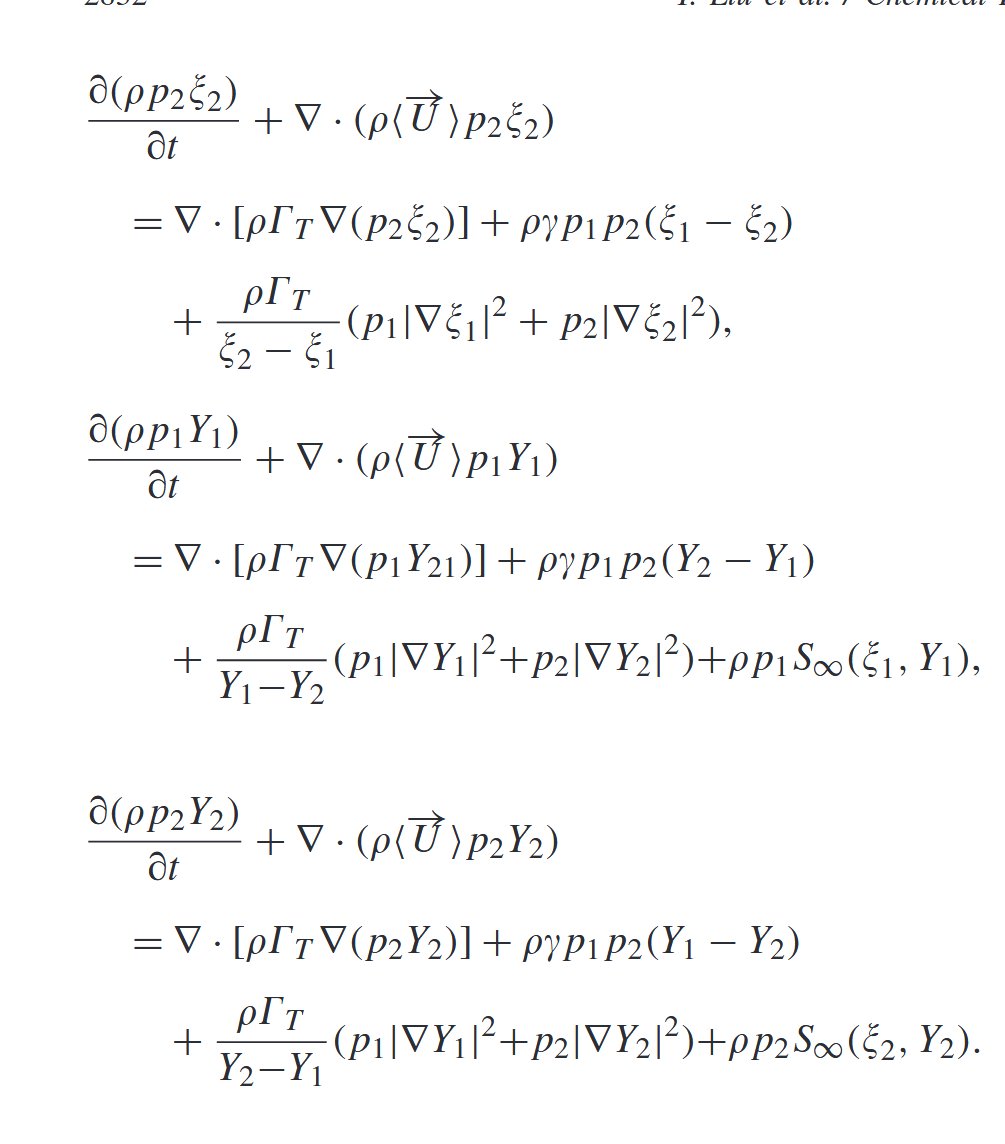 ∂(ρp₂ξ₂)/∂t + ∇ · (ρ⟨U⃗⟩p₂ξ₂)
= ∇ · [ρΓ_T∇(p₂ξ₂)] + ργp₁p₂(ξ₁ − ξ₂)
+ ρΓ_T/(ξ₂ − ξ₁) (p₁|∇ξ₁|² + p₂|∇ξ₂|²),
∂(ρp₁Y₁)/∂t + ∇ · (ρ⟨U⃗⟩p₁Y₁)
= ∇ · [ρΓ_T∇(p₁Y₂₁)] + ργp₁p₂(Y₂ − Y₁)
+ ρΓ_T/(Y₁−Y₂) (p₁|∇Y₁|²+p₂|∇Y₂|²)+ρp₁S_∞(ξ₁, Y₁),
∂(ρp₂Y₂)/∂t + ∇ · (ρ⟨U⃗⟩p₂Y₂)
= ∇ · [ρΓ_T∇(p₂Y₂)] + ργp₁p₂(Y₁ − Y₂)
+ ρΓ_T/(Y₂−Y₁) (p₁|∇Y₁|²+p₂|∇Y₂|²)+ρp₂S_∞(ξ₂, Y₂).